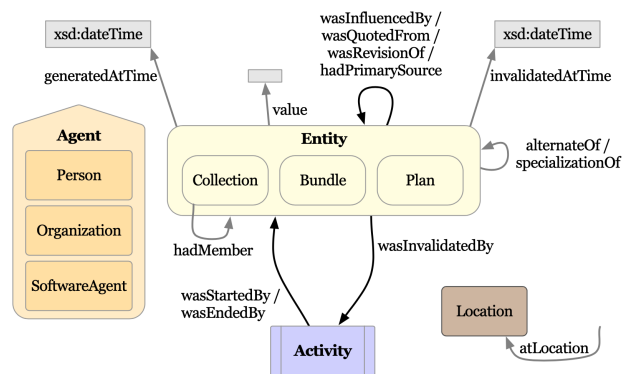 wasInfluencedBy /
wasQuotedFrom /
wasRevisionOf /
hadPrimarySource
xsd:dateTime
xsd:dateTime
generatedAtTime
invalidatedAtTime
value
Agent
Person
Organization
SoftwareAgent
Entity
Collection
Bundle
Plan
alternateOf /
specializationOf
hadMember
wasInvalidatedBy
wasStartedBy /
wasEndedBy
Activity
Location
atLocation